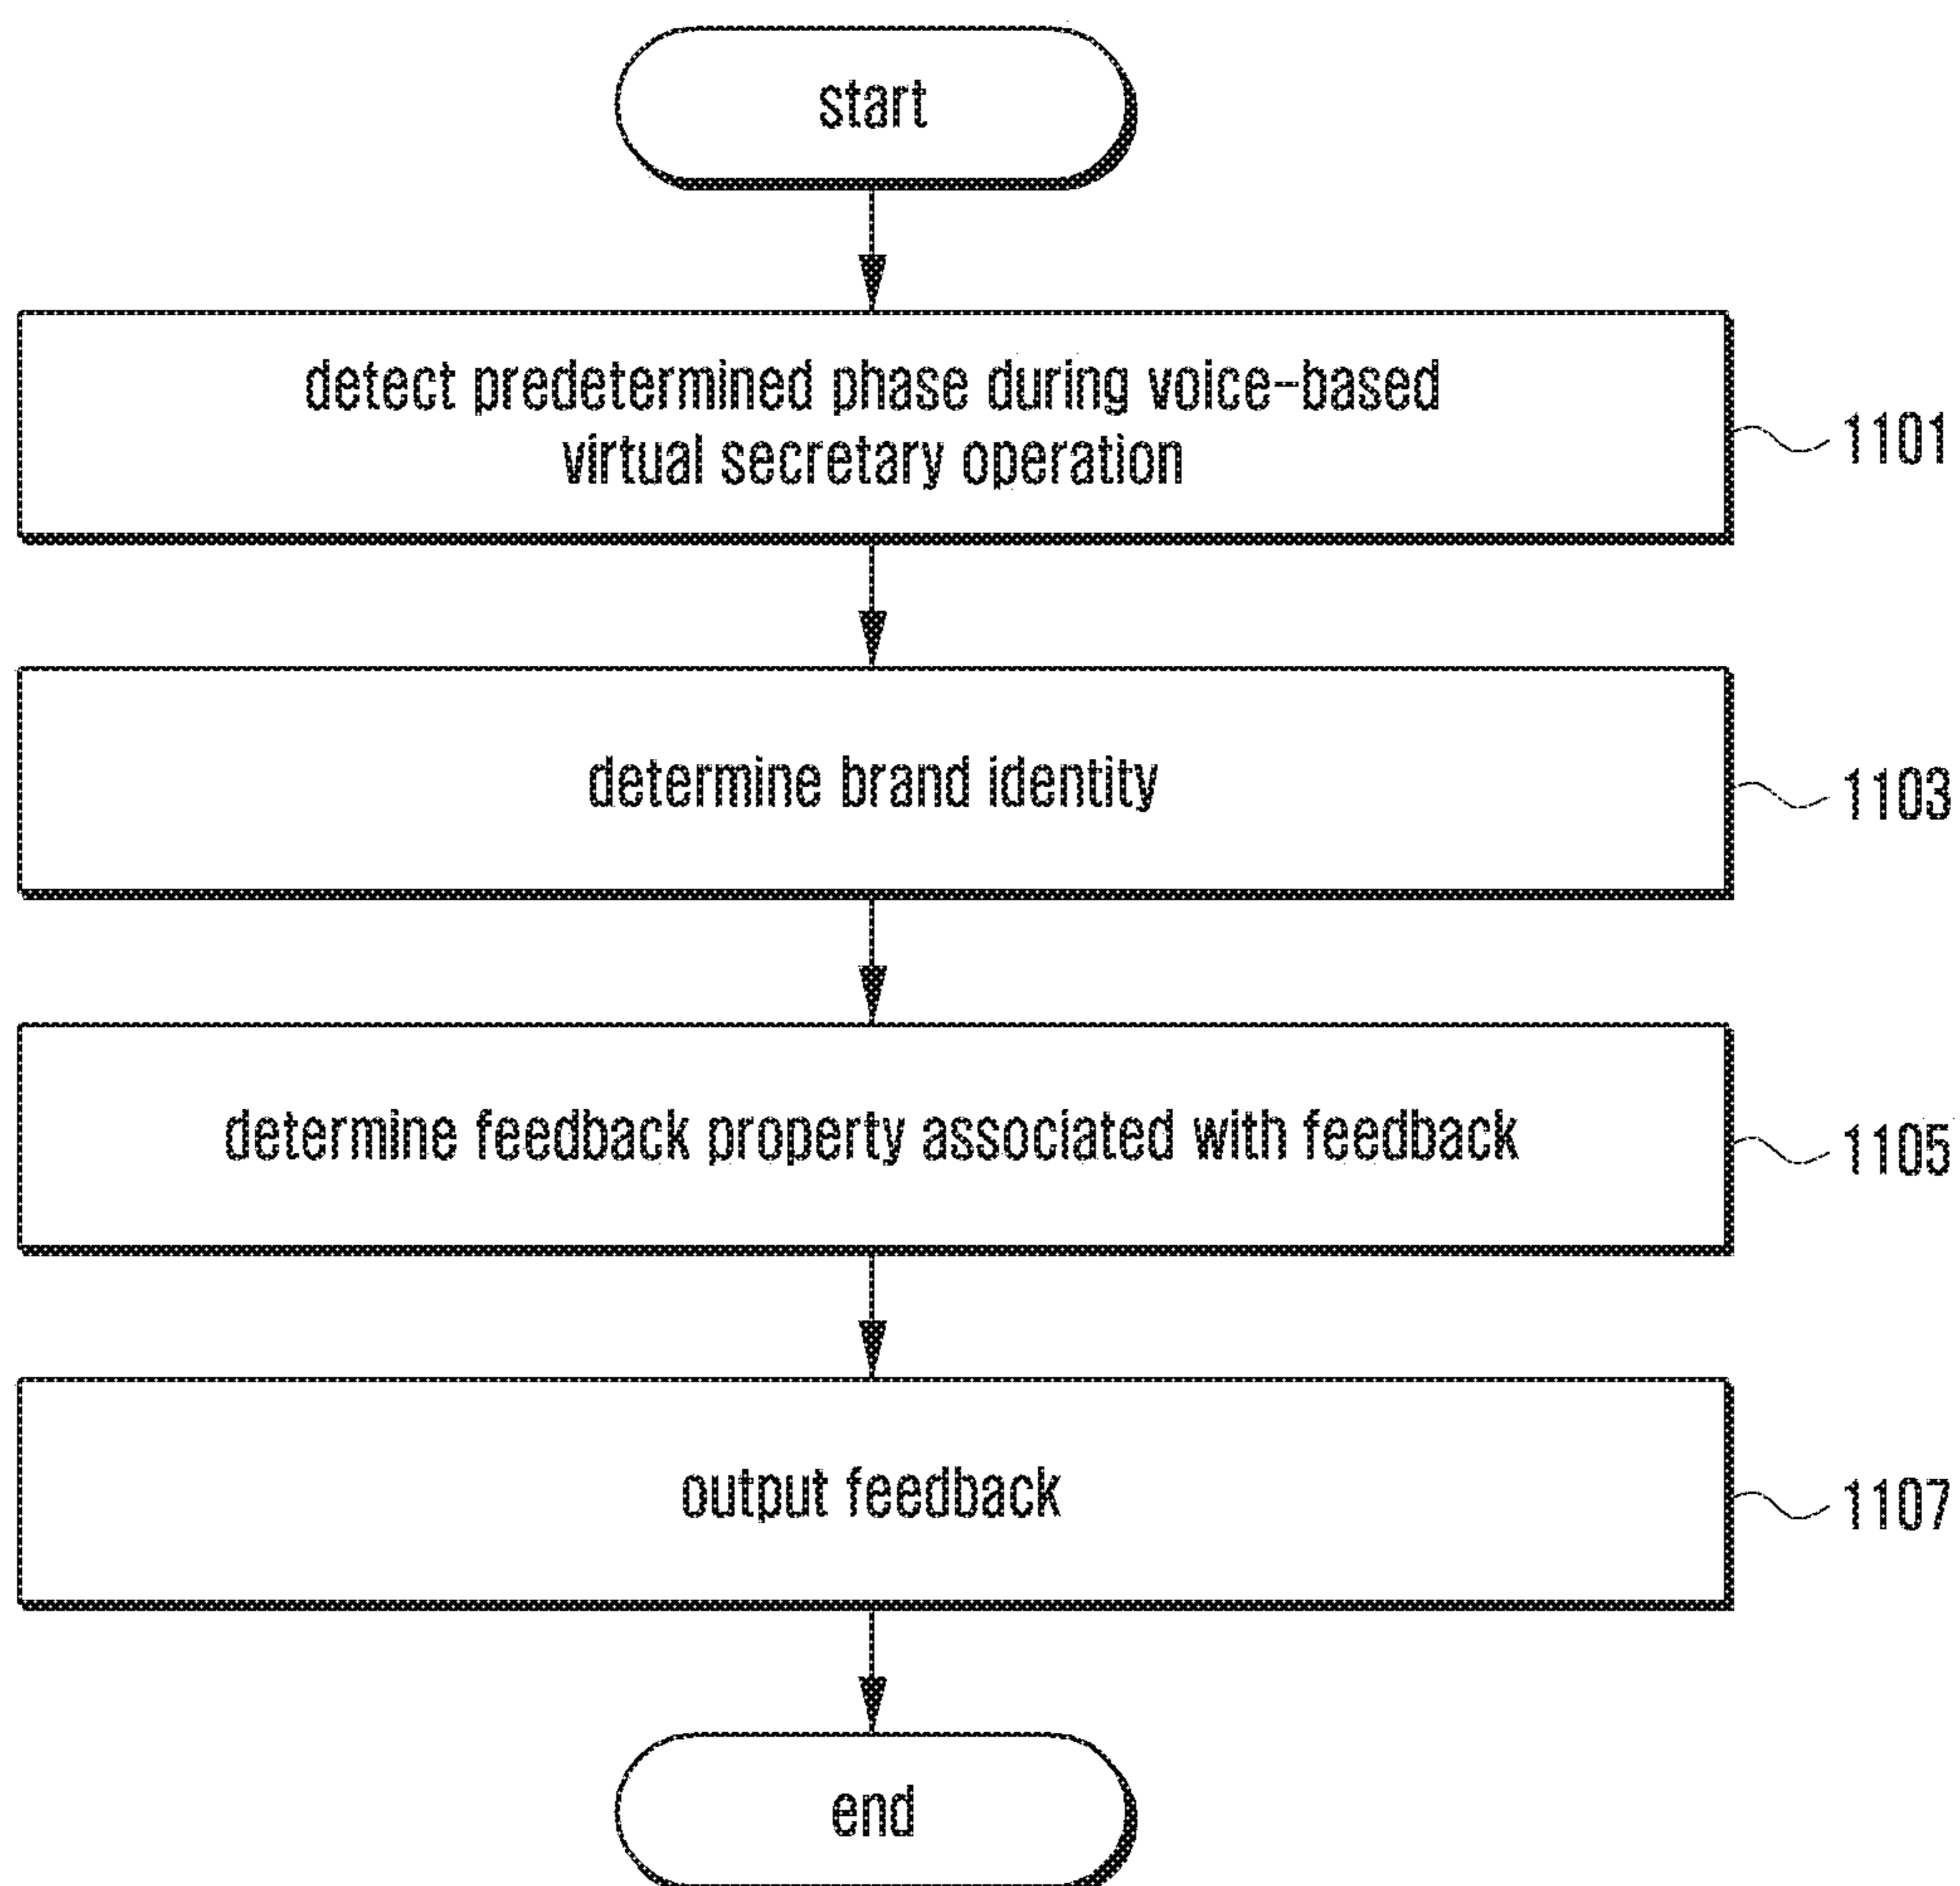 start
detect predetermined phase during voice-based
virtual secretary operation
1101
determine brand identity
1103
determine feedback property associated with feedback
1105
output feedback
1107
end